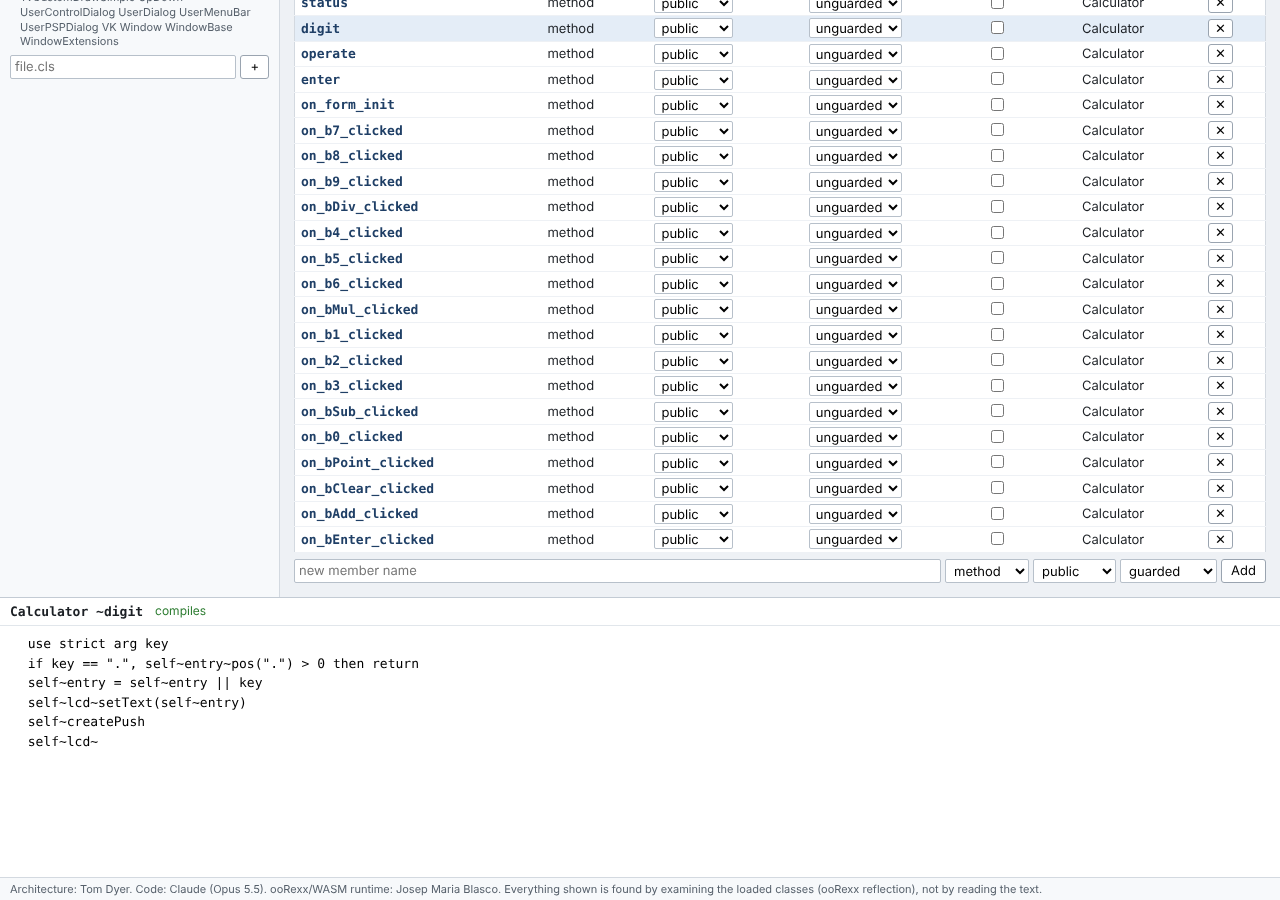 status method public unguarded Calculator ✕
UserControlDialog UserDialog UserMenuBar
UserPSPDialog VK Window WindowBase
WindowExtensions
file.cls +
digit method public unguarded Calculator ✕
operate method public unguarded Calculator ✕
enter method public unguarded Calculator ✕
on_form_init method public unguarded Calculator ✕
on_b7_clicked method public unguarded Calculator ✕
on_b8_clicked method public unguarded Calculator ✕
on_b9_clicked method public unguarded Calculator ✕
on_bDiv_clicked method public unguarded Calculator ✕
on_b4_clicked method public unguarded Calculator ✕
on_b5_clicked method public unguarded Calculator ✕
on_b6_clicked method public unguarded Calculator ✕
on_bMul_clicked method public unguarded Calculator ✕
on_b1_clicked method public unguarded Calculator ✕
on_b2_clicked method public unguarded Calculator ✕
on_b3_clicked method public unguarded Calculator ✕
on_bSub_clicked method public unguarded Calculator ✕
on_b0_clicked method public unguarded Calculator ✕
on_bPoint_clicked method public unguarded Calculator ✕
on_bClear_clicked method public unguarded Calculator ✕
on_bAdd_clicked method public unguarded Calculator ✕
on_bEnter_clicked method public unguarded Calculator ✕
new member name method public guarded Add
Calculator ~digit compiles
use strict arg key
if key == ".", self~entry~pos(".") > 0 then return
self~entry = self~entry || key
self~lcd~setText(self~entry)
self~createPush
self~lcd~
Architecture: Tom Dyer. Code: Claude (Opus 5.5). ooRexx/WASM runtime: Josep Maria Blasco. Everything shown is found by examining the loaded classes (ooRexx reflection), not by reading the text.